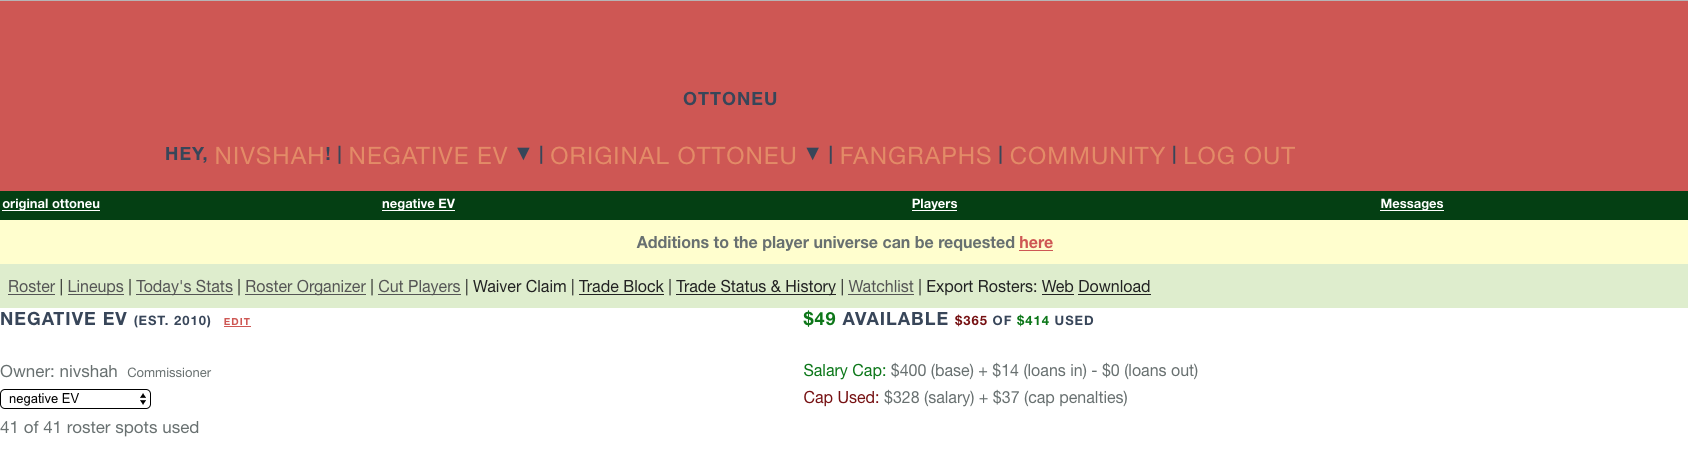 OTTONEU
HEY, NIVSHAH! | NEGATIVE EV ▼ | ORIGINAL OTTONEU ▼ | FANGRAPHS | COMMUNITY | LOG OUT
original ottoneu negative EV Players Messages
Additions to the player universe can be requested here
Roster | Lineups | Today's Stats | Roster Organizer | Cut Players | Waiver Claim | Trade Block | Trade Status & History | Watchlist | Export Rosters: Web Download
NEGATIVE EV (EST. 2010) EDIT
Owner: nivshah Commissioner
negative EV
41 of 41 roster spots used
$49 AVAILABLE $365 OF $414 USED
Salary Cap: $400 (base) + $14 (loans in) - $0 (loans out)
Cap Used: $328 (salary) + $37 (cap penalties)